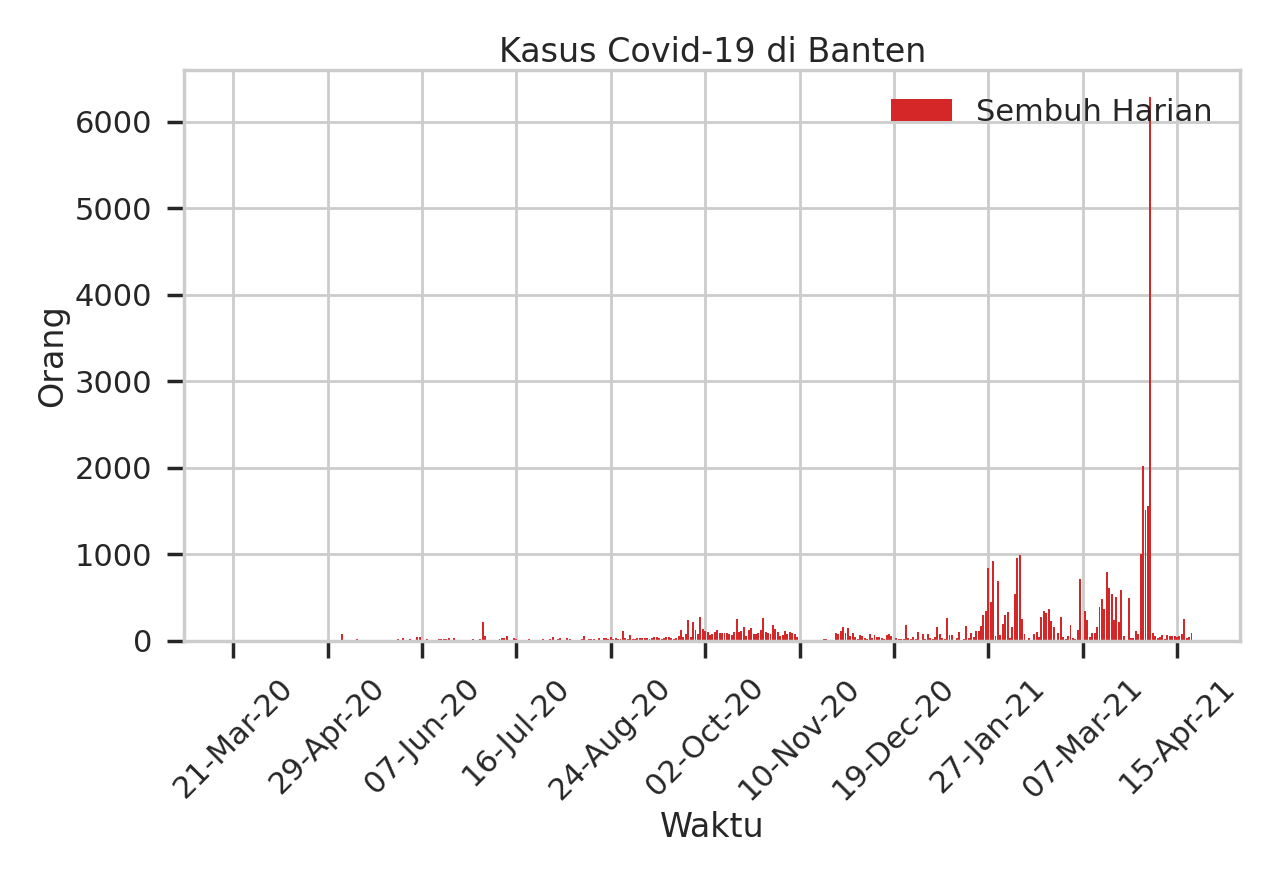 Kasus Covid-19 di Banten
Sembuh Harian
6000
5000
4000
3000
2000
1000
0
Orang
21-Mar-20
29-Apr-20
07-Jun-20
16-Jul-20
24-Aug-20
02-Oct-20
10-Nov-20
19-Dec-20
27-Jan-21
07-Mar-21
15-Apr-21
Waktu